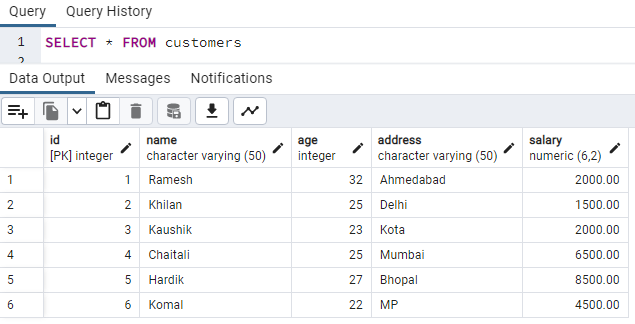 Query Query History
1 SELECT * FROM customers
2
Data Output Messages Notifications
id name age address salary
[PK] integer character varying (50) integer character varying (50) numeric (6,2)
1 1 Ramesh 32 Ahmedabad 2000.00
2 2 Khilan 25 Delhi 1500.00
3 3 Kaushik 23 Kota 2000.00
4 4 Chaitali 25 Mumbai 6500.00
5 5 Hardik 27 Bhopal 8500.00
6 6 Komal 22 MP 4500.00